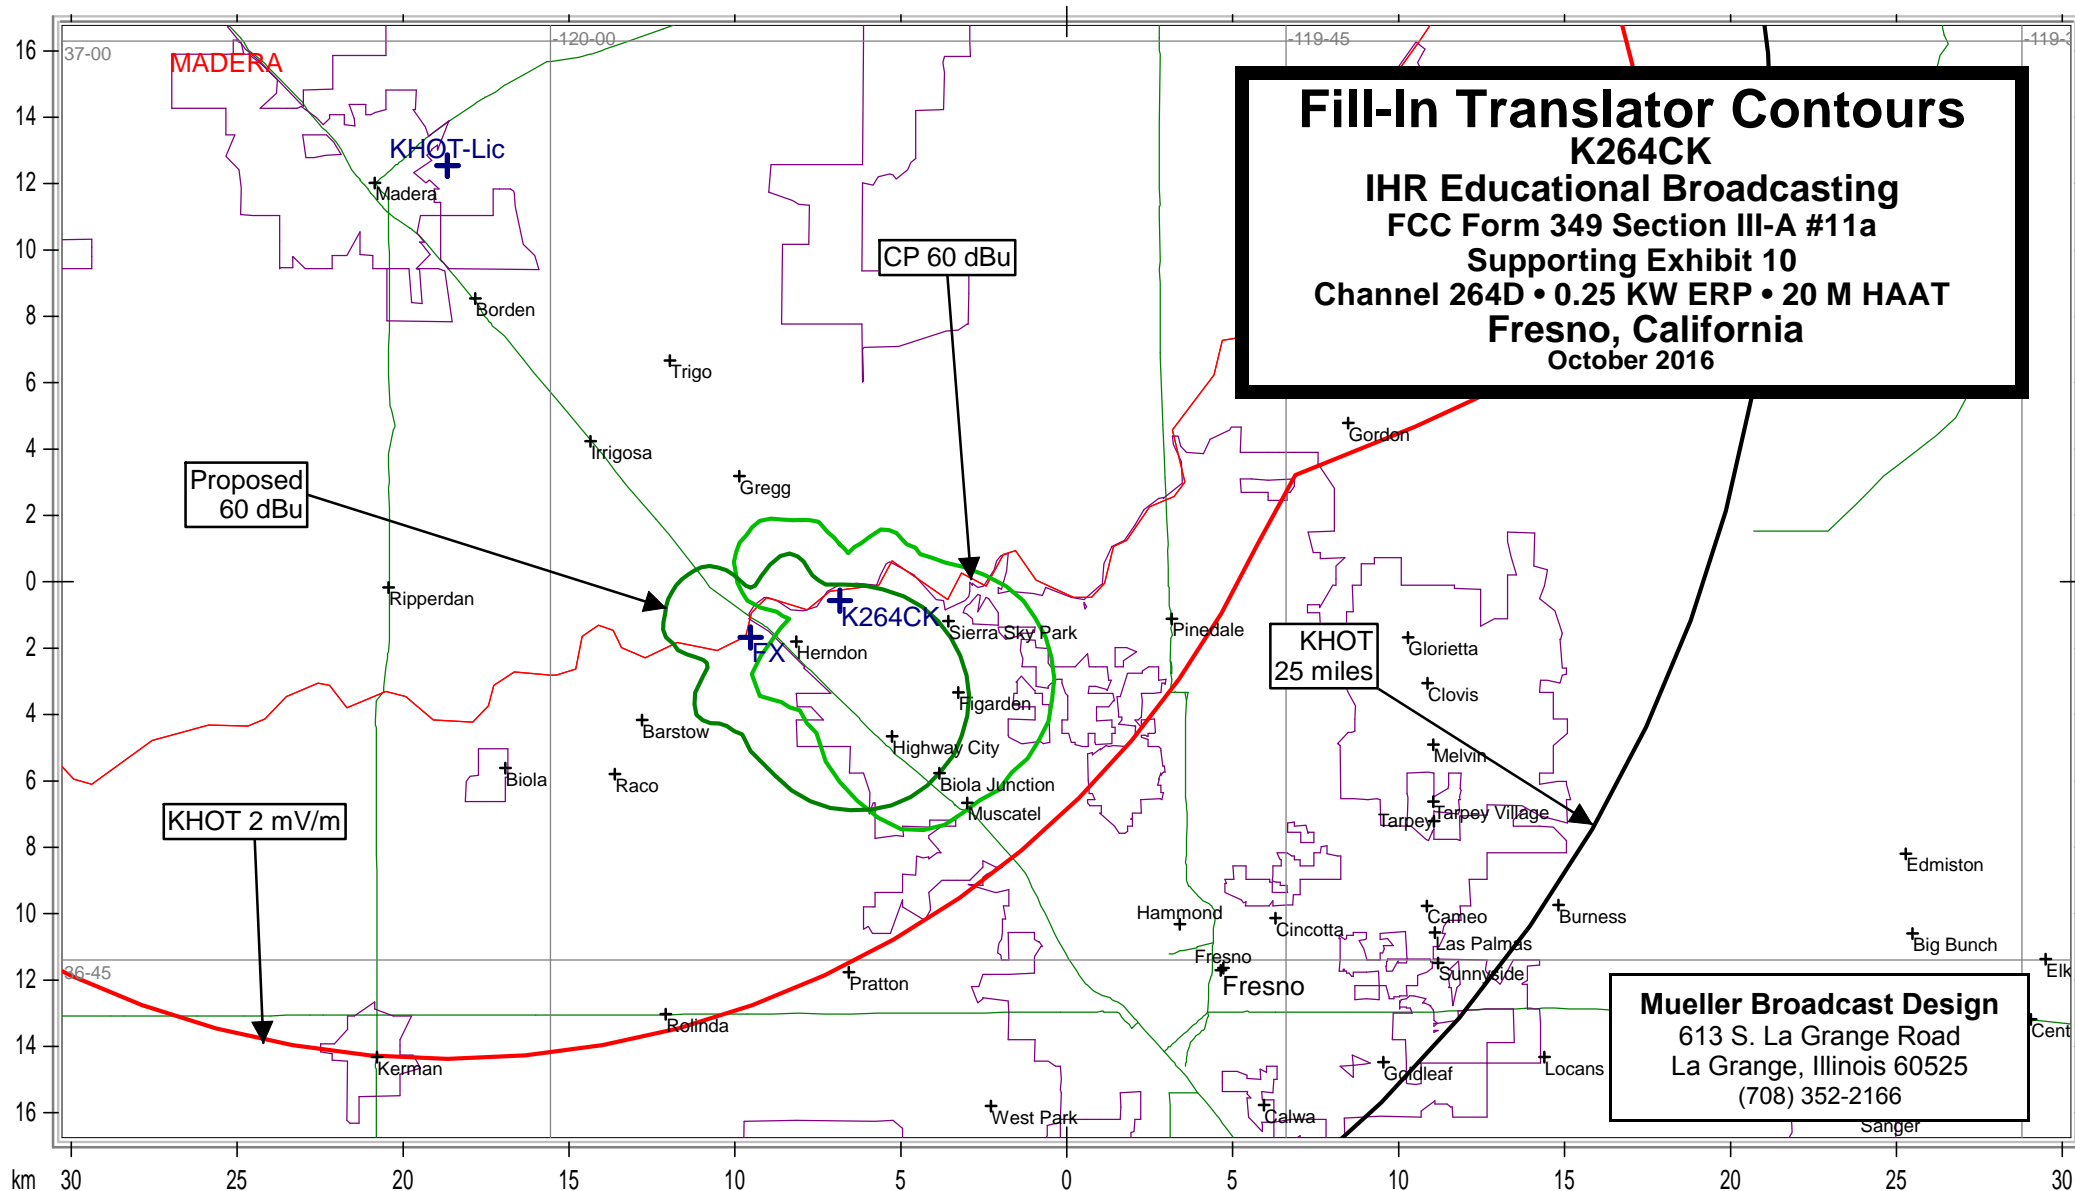 -120-00
-119-45
-119-3
37-00
MADERA
Fill-In Translator Contours
K264CK
IHR Educational Broadcasting
FCC Form 349 Section III-A #11a
Supporting Exhibit 10
Channel 264D • 0.25 KW ERP • 20 M HAAT
Fresno, California
October 2016
KHOT-Lic
Madera
CP 60 dBu
Borden
Trigo
Gordon
Irrigosa
Gregg
Proposed
60 dBu
Ripperdan
K264CK
Sierra Sky Park
Pinedale
FX
Herndon
KHOT
25 miles
Glorietta
Clovis
Figarden
Barstow
Highway City
Melvin
Biola
Raco
Biola Junction
Muscatel
Tarpey Village
Tarpey
KHOT 2 mV/m
Edmiston
Hammond
Cincotta
Cameo
Burness
Las Palmas
Big Bunch
Fresno
Sunnyside
Elk
36-45
Pratton
Fresno
Rolinda
Cent
Mueller Broadcast Design
613 S. La Grange Road
La Grange, Illinois 60525
(708) 352-2166
Kerman
Goldleaf
Locans
West Park
Calwa
Sanger
16
14
12
10
8
6
4
2
0
2
4
6
8
10
12
14
16
km 30 25 20 15 10 5 0 5 10 15 20 25 30